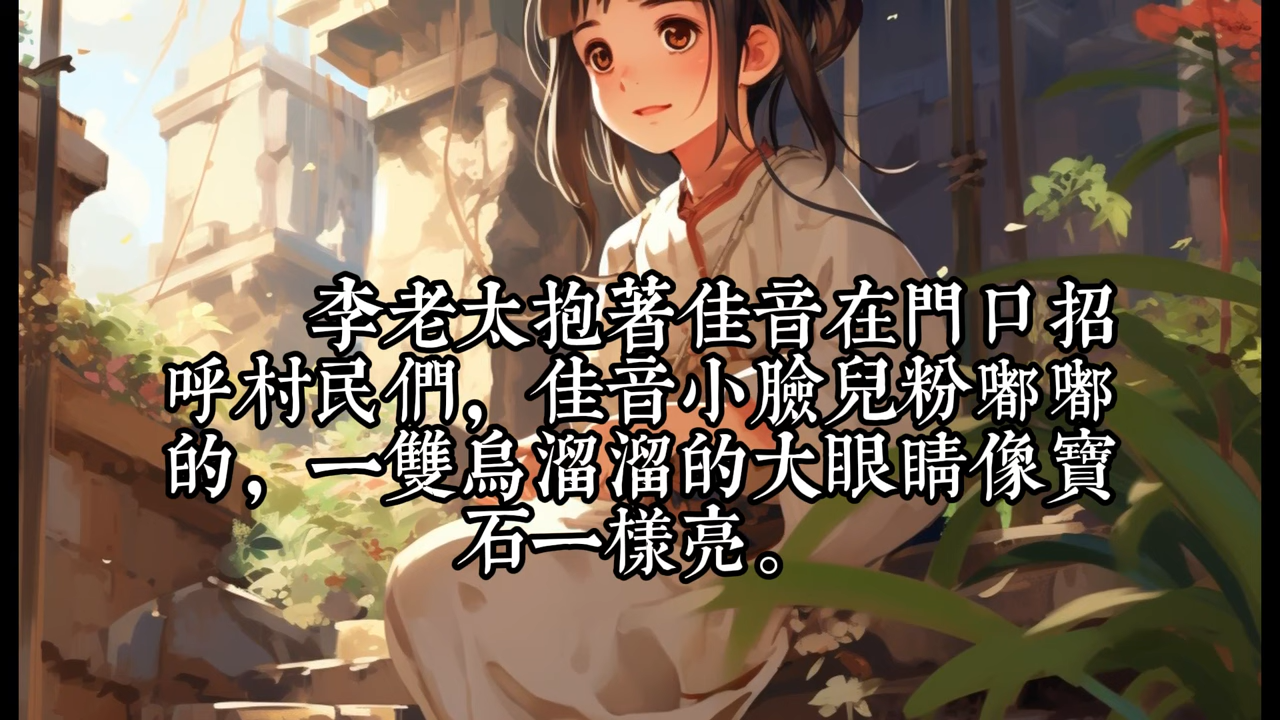 李老太抱著佳音在門口招
呼村民們，佳音小臉兒粉嘟嘟
的，一雙烏溜溜的大眼睛像寶
石一樣亮。